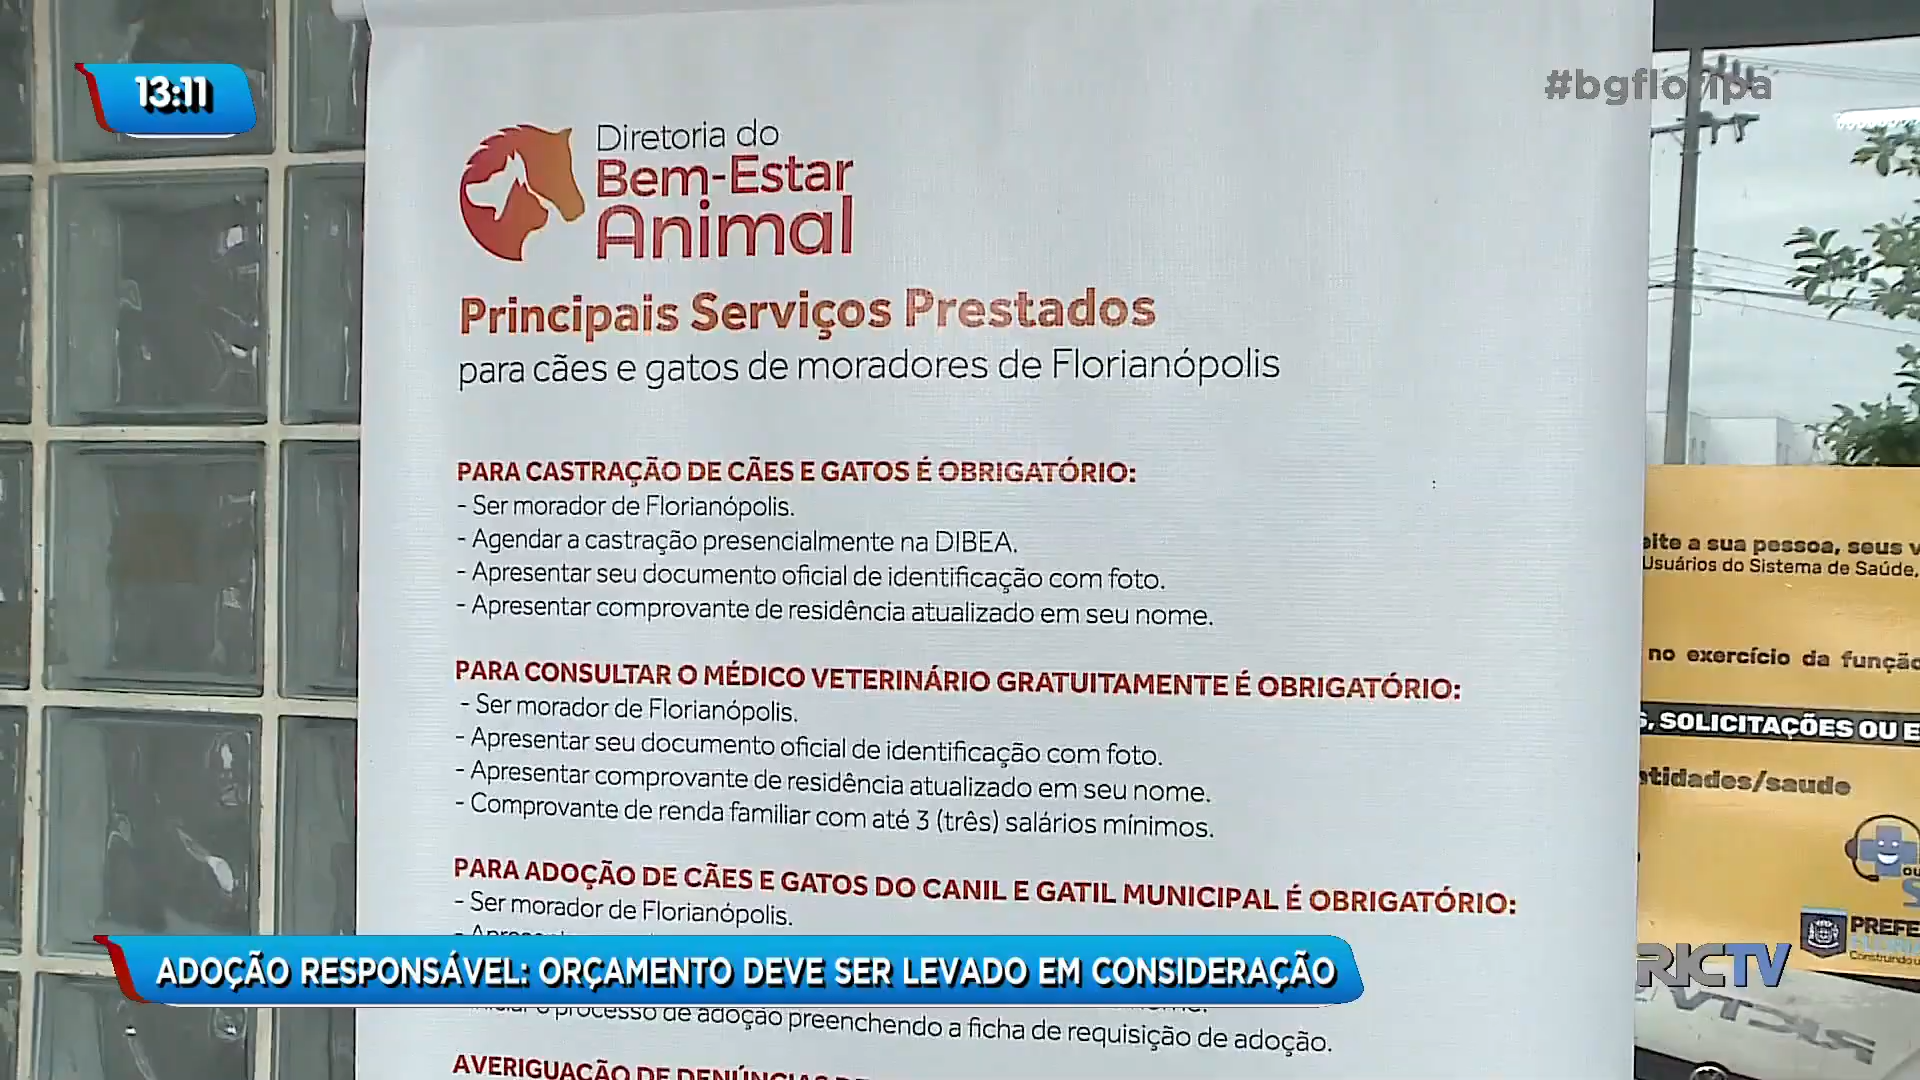 13:11
#bgfloripa
Diretoria do
Bem-Estar
Animal
Principais Serviços Prestados
para cães e gatos de moradores de Florianópolis
PARA CASTRAÇÃO DE CÃES E GATOS É OBRIGATÓRIO:
- Ser morador de Florianópolis.
- Agendar a castração presencialmente na DIBEA.
- Apresentar seu documento oficial de identificação com foto.
- Apresentar comprovante de residência atualizado em seu nome.
PARA CONSULTAR O MÉDICO VETERINÁRIO GRATUITAMENTE É OBRIGATÓRIO:
- Ser morador de Florianópolis.
- Apresentar seu documento oficial de identificação com foto.
- Apresentar comprovante de residência atualizado em seu nome.
- Comprovante de renda familiar com até 3 (três) salários mínimos.
PARA ADOÇÃO DE CÃES E GATOS DO CANIL E GATIL MUNICIPAL É OBRIGATÓRIO:
- Ser morador de Florianópolis.
ADOÇÃO RESPONSÁVEL: ORÇAMENTO DEVE SER LEVADO EM CONSIDERAÇÃO
o processo de adoção preenchendo a ficha de requisição de adoção.
AVERIGUAÇÃO DE DENÚNCIAS
a sua pessoa, seus
Usuários do Sistema de Saúde,
no exercício da
SOLICITAÇÕES OU
/saude
RICTV